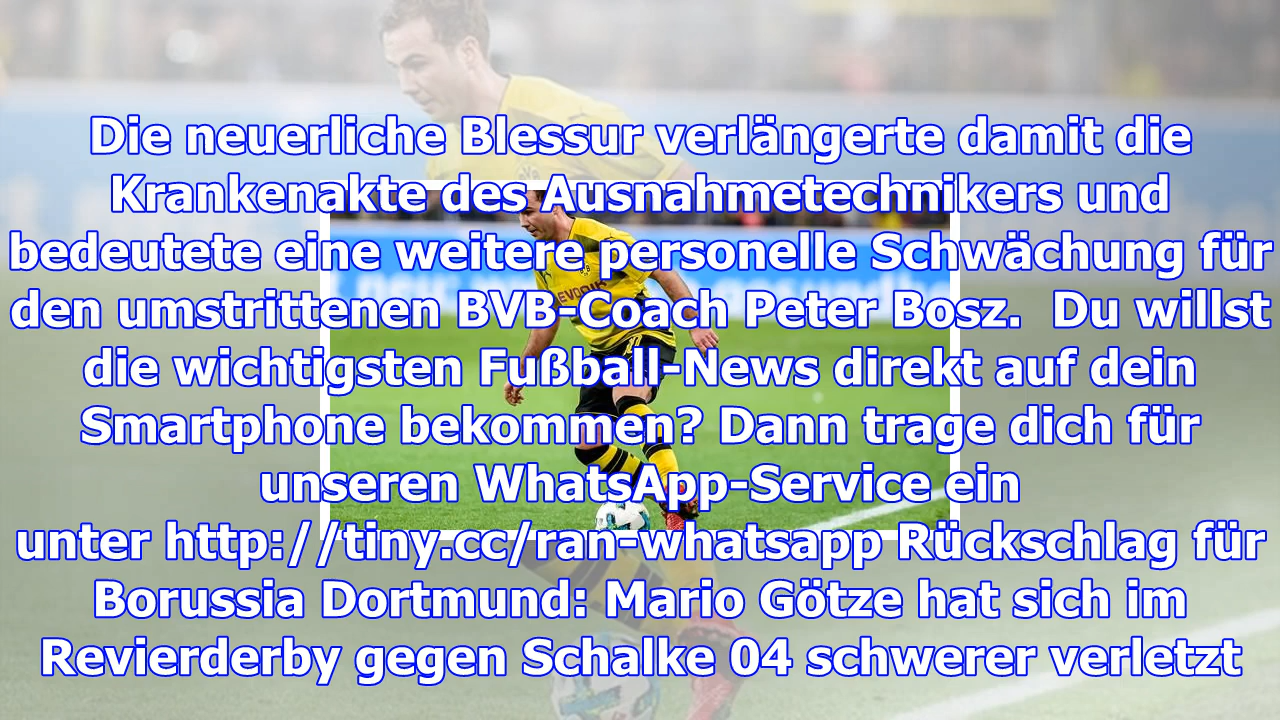 Die neuerliche Blessur verlängerte damit die
Krankenakte des Ausnahmetechnikers und
bedeutete eine weitere personelle Schwächung für
den umstrittenen BVB-Coach Peter Bosz.  Du willst
die wichtigsten Fußball-News direkt auf dein
Smartphone bekommen? Dann trage dich für
unseren WhatsApp-Service ein
unter http://tiny.cc/ran-whatsapp Rückschlag für
Borussia Dortmund: Mario Götze hat sich im
Revierderby gegen Schalke 04 schwerer verletzt